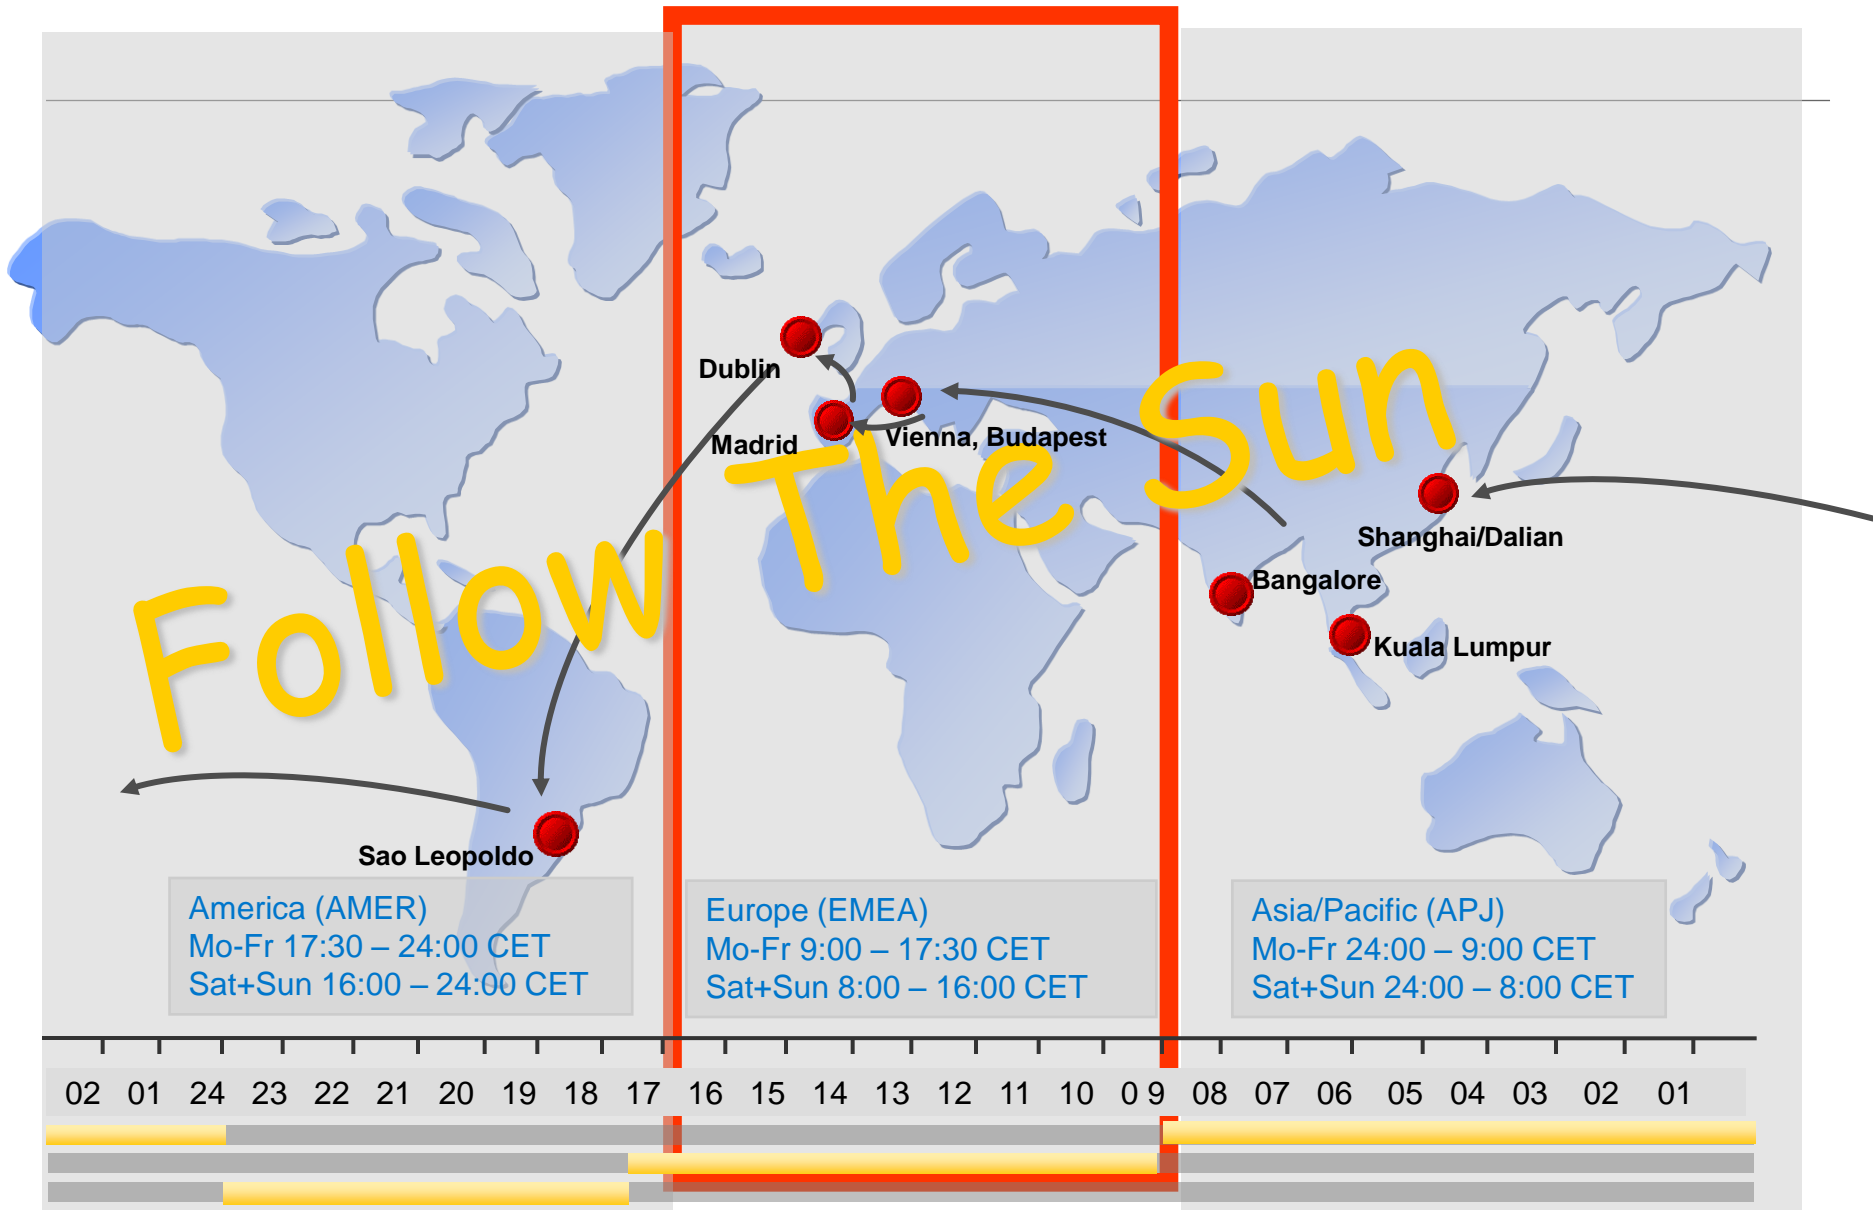 Dublin
Madrid
Vienna, Budapest
Follow The Sun
Shanghai/Dalian
Bangalore
Kuala Lumpur
Sao Leopoldo
America (AMER)
Mo-Fr 17:30 – 24:00 CET
Sat+Sun 16:00 – 24:00 CET
Europe (EMEA)
Mo-Fr 9:00 – 17:30 CET
Sat+Sun 8:00 – 16:00 CET
Asia/Pacific (APJ)
Mo-Fr 24:00 – 9:00 CET
Sat+Sun 24:00 – 8:00 CET
02 01 24 23 22 21 20 19 18 17 16 15 14 13 12 11 10 0 9 08 07 06 05 04 03 02 01